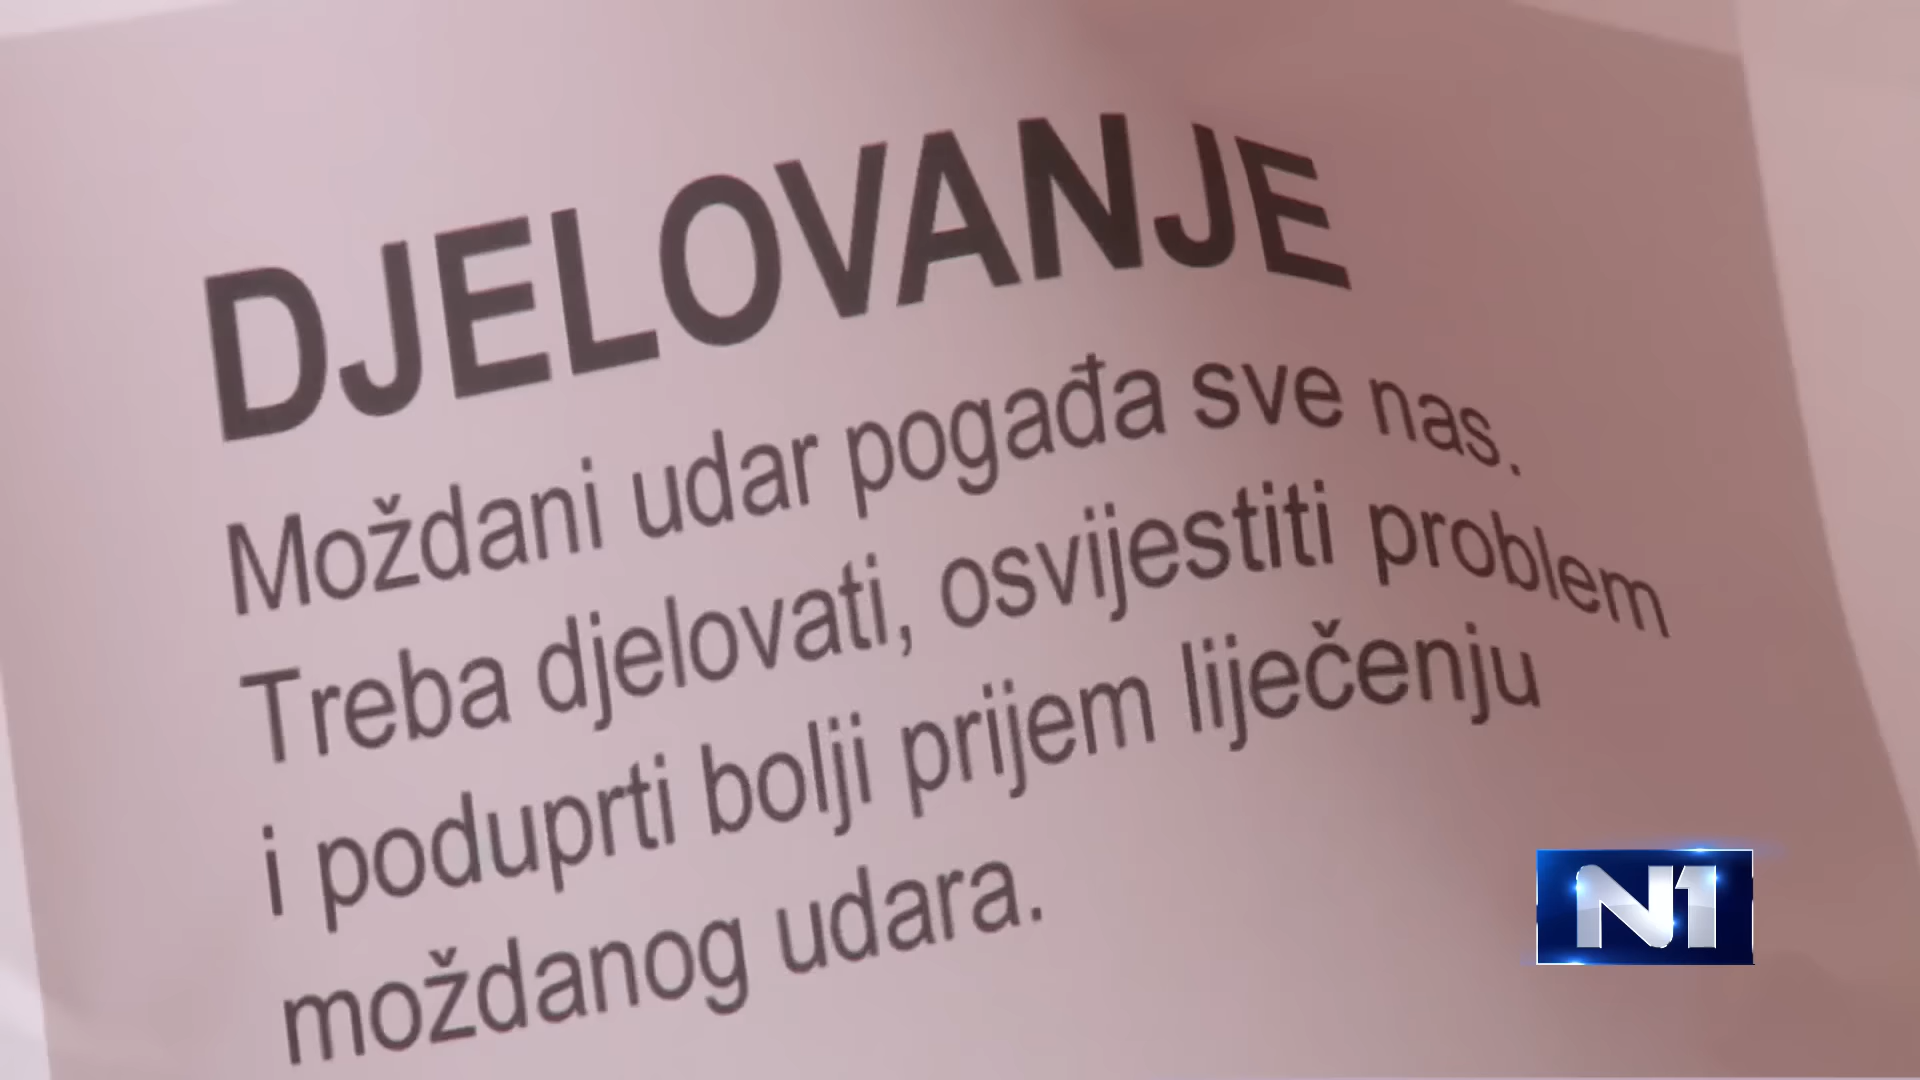 DJELOVANJE
Moždani udar pogađa sve nas.
Treba djelovati, osvijestiti problem
i poduprti bolji prijem liječenju
moždanog udara.
N1